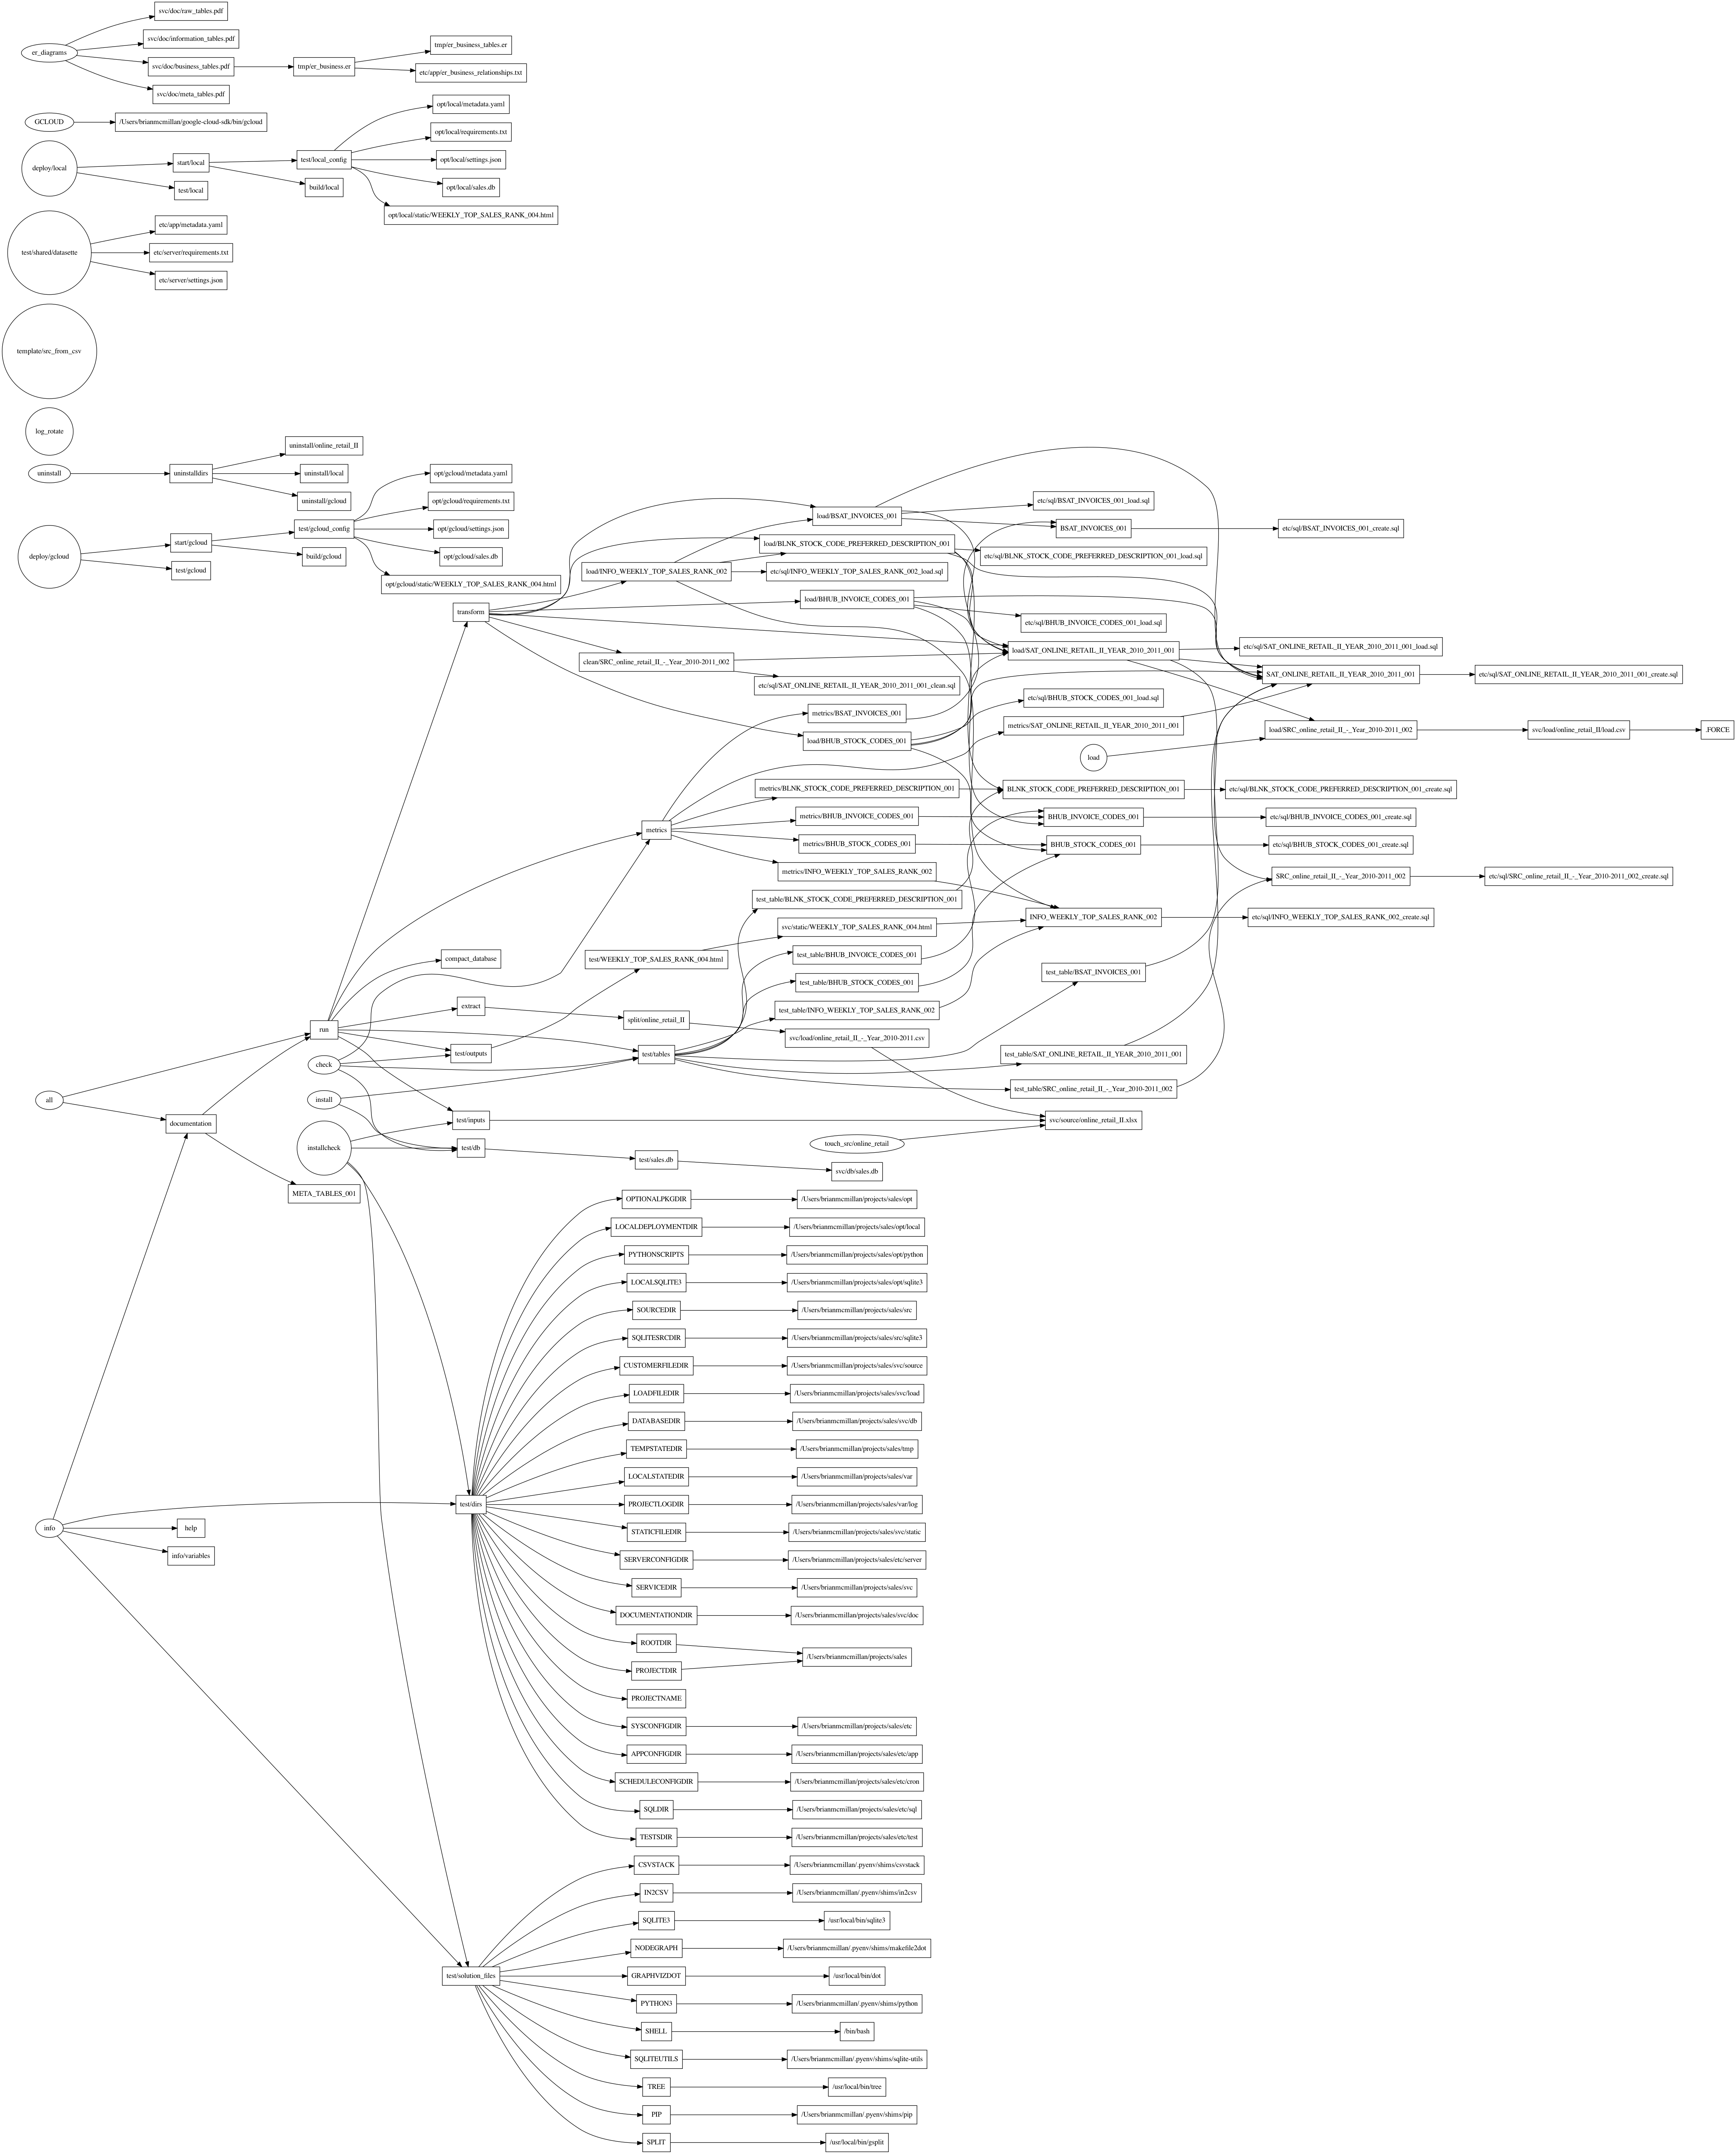 svc/doc/raw_tables.pdf
svc/doc/information_tables.pdf
er_diagrams
svc/doc/business_tables.pdf
tmp/er_business.er
tmp/er_business_tables.er
etc/app/er_business_relationships.txt
svc/doc/meta_tables.pdf
GCLOUD
/Users/brianmcmillan/google-cloud-sdk/bin/gcloud
opt/local/metadata.yaml
opt/local/requirements.txt
deploy/local
start/local
test/local_config
opt/local/settings.json
test/local
build/local
opt/local/sales.db
opt/local/static/WEEKLY_TOP_SALES_RANK_004.html
etc/app/metadata.yaml
test/shared/datasette
etc/server/requirements.txt
etc/server/settings.json
template/src_from_csv
log_rotate
uninstall/online_retail_II
uninstall
uninstalldirs
uninstall/local
uninstall/gcloud
opt/gcloud/metadata.yaml
opt/gcloud/requirements.txt
test/gcloud_config
opt/gcloud/settings.json
deploy/gcloud
start/gcloud
build/gcloud
opt/gcloud/sales.db
test/gcloud
opt/gcloud/static/WEEKLY_TOP_SALES_RANK_004.html
load/BSAT_INVOICES_001
etc/sql/BSAT_INVOICES_001_load.sql
BSAT_INVOICES_001
etc/sql/BSAT_INVOICES_001_create.sql
load/BLNK_STOCK_CODE_PREFERRED_DESCRIPTION_001
etc/sql/BLNK_STOCK_CODE_PREFERRED_DESCRIPTION_001_load.sql
load/INFO_WEEKLY_TOP_SALES_RANK_002
etc/sql/INFO_WEEKLY_TOP_SALES_RANK_002_load.sql
transform
load/BHUB_INVOICE_CODES_001
etc/sql/BHUB_INVOICE_CODES_001_load.sql
load/SAT_ONLINE_RETAIL_II_YEAR_2010_2011_001
etc/sql/SAT_ONLINE_RETAIL_II_YEAR_2010_2011_001_load.sql
clean/SRC_online_retail_II_-_Year_2010-2011_002
SAT_ONLINE_RETAIL_II_YEAR_2010_2011_001
etc/sql/SAT_ONLINE_RETAIL_II_YEAR_2010_2011_001_create.sql
etc/sql/SAT_ONLINE_RETAIL_II_YEAR_2010_2011_001_clean.sql
etc/sql/BHUB_STOCK_CODES_001_load.sql
metrics/BSAT_INVOICES_001
metrics/SAT_ONLINE_RETAIL_II_YEAR_2010_2011_001
load/SRC_online_retail_II_-_Year_2010-2011_002
svc/load/online_retail_II/load.csv
.FORCE
load/BHUB_STOCK_CODES_001
load
metrics/BLNK_STOCK_CODE_PREFERRED_DESCRIPTION_001
BLNK_STOCK_CODE_PREFERRED_DESCRIPTION_001
etc/sql/BLNK_STOCK_CODE_PREFERRED_DESCRIPTION_001_create.sql
metrics/BHUB_INVOICE_CODES_001
BHUB_INVOICE_CODES_001
etc/sql/BHUB_INVOICE_CODES_001_create.sql
metrics
metrics/BHUB_STOCK_CODES_001
BHUB_STOCK_CODES_001
etc/sql/BHUB_STOCK_CODES_001_create.sql
metrics/INFO_WEEKLY_TOP_SALES_RANK_002
SRC_online_retail_II_-_Year_2010-2011_002
etc/sql/SRC_online_retail_II_-_Year_2010-2011_002_create.sql
test_table/BLNK_STOCK_CODE_PREFERRED_DESCRIPTION_001
INFO_WEEKLY_TOP_SALES_RANK_002
etc/sql/INFO_WEEKLY_TOP_SALES_RANK_002_create.sql
svc/static/WEEKLY_TOP_SALES_RANK_004.html
compact_database
test/WEEKLY_TOP_SALES_RANK_004.html
test_table/BHUB_INVOICE_CODES_001
test_table/BSAT_INVOICES_001
test_table/BHUB_STOCK_CODES_001
extract
split/online_retail_II
test_table/INFO_WEEKLY_TOP_SALES_RANK_002
run
svc/load/online_retail_II_-_Year_2010-2011.csv
test/outputs
test/tables
test_table/SAT_ONLINE_RETAIL_II_YEAR_2010_2011_001
check
test_table/SRC_online_retail_II_-_Year_2010-2011_002
all
install
documentation
test/inputs
svc/source/online_retail_II.xlsx
installcheck
test/db
touch_src/online_retail
test/sales.db
svc/db/sales.db
META_TABLES_001
OPTIONALPKGDIR
/Users/brianmcmillan/projects/sales/opt
LOCALDEPLOYMENTDIR
/Users/brianmcmillan/projects/sales/opt/local
PYTHONSCRIPTS
/Users/brianmcmillan/projects/sales/opt/python
LOCALSQLITE3
/Users/brianmcmillan/projects/sales/opt/sqlite3
SOURCEDIR
/Users/brianmcmillan/projects/sales/src
SQLITESRCDIR
/Users/brianmcmillan/projects/sales/src/sqlite3
CUSTOMERFILEDIR
/Users/brianmcmillan/projects/sales/svc/source
LOADFILEDIR
/Users/brianmcmillan/projects/sales/svc/load
DATABASEDIR
/Users/brianmcmillan/projects/sales/svc/db
TEMPSTATEDIR
/Users/brianmcmillan/projects/sales/tmp
LOCALSTATEDIR
/Users/brianmcmillan/projects/sales/var
test/dirs
PROJECTLOGDIR
/Users/brianmcmillan/projects/sales/var/log
info
help
STATICFILEDIR
/Users/brianmcmillan/projects/sales/svc/static
info/variables
SERVERCONFIGDIR
/Users/brianmcmillan/projects/sales/etc/server
SERVICEDIR
/Users/brianmcmillan/projects/sales/svc
DOCUMENTATIONDIR
/Users/brianmcmillan/projects/sales/svc/doc
ROOTDIR
/Users/brianmcmillan/projects/sales
PROJECTDIR
PROJECTNAME
SYSCONFIGDIR
/Users/brianmcmillan/projects/sales/etc
APPCONFIGDIR
/Users/brianmcmillan/projects/sales/etc/app
SCHEDULECONFIGDIR
/Users/brianmcmillan/projects/sales/etc/cron
SQLDIR
/Users/brianmcmillan/projects/sales/etc/sql
TESTSDIR
/Users/brianmcmillan/projects/sales/etc/test
CSVSTACK
/Users/brianmcmillan/.pyenv/shims/csvstack
IN2CSV
/Users/brianmcmillan/.pyenv/shims/in2csv
SQLITE3
/usr/local/bin/sqlite3
NODEGRAPH
/Users/brianmcmillan/.pyenv/shims/makefile2dot
test/solution_files
GRAPHVIZDOT
/usr/local/bin/dot
PYTHON3
/Users/brianmcmillan/.pyenv/shims/python
SHELL
/bin/bash
SQLITEUTILS
/Users/brianmcmillan/.pyenv/shims/sqlite-utils
TREE
/usr/local/bin/tree
PIP
/Users/brianmcmillan/.pyenv/shims/pip
SPLIT
/usr/local/bin/gsplit